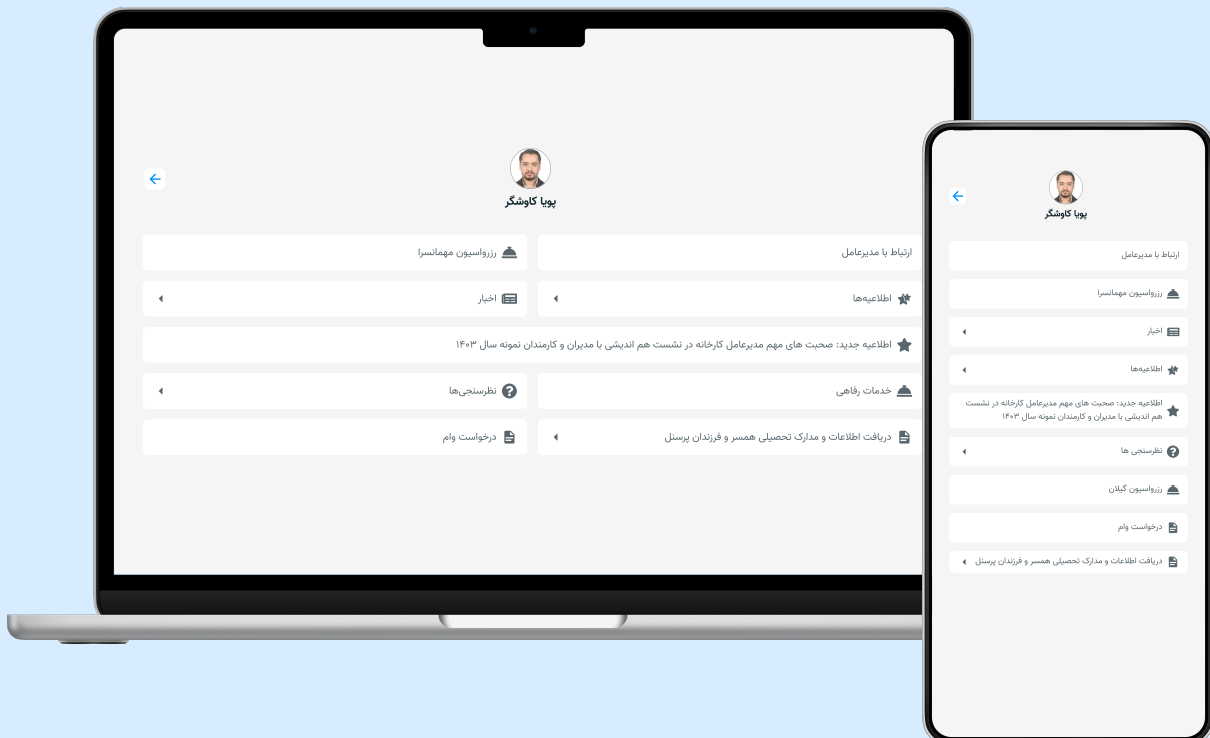 پویا کاوشگر
ارتباط با مدیرعامل
رزرواسیون مهمانسرا
اطلاعیه‌ها
اخبار
اطلاعیه جدید: صحبت های مهم مدیرعامل کارخانه در نشست هم اندیشی با مدیران و کارمندان نمونه سال ۱۴۰۳
خدمات رفاهی
نظرسنجی‌ها
دریافت اطلاعات و مدارک تحصیلی همسر و فرزندان پرسنل
درخواست وام
پویا کاوشگر
ارتباط با مدیرعامل
رزرواسیون مهمانسرا
اخبار
اطلاعیه‌ها
اطلاعیه جدید: صحبت های مهم مدیرعامل کارخانه در نشست
هم اندیشی با مدیران و کارمندان نمونه سال ۱۴۰۳
نظرسنجی ها
رزرواسیون گیلان
درخواست وام
دریافت اطلاعات و مدارک تحصیلی همسر و فرزندان پرسنل